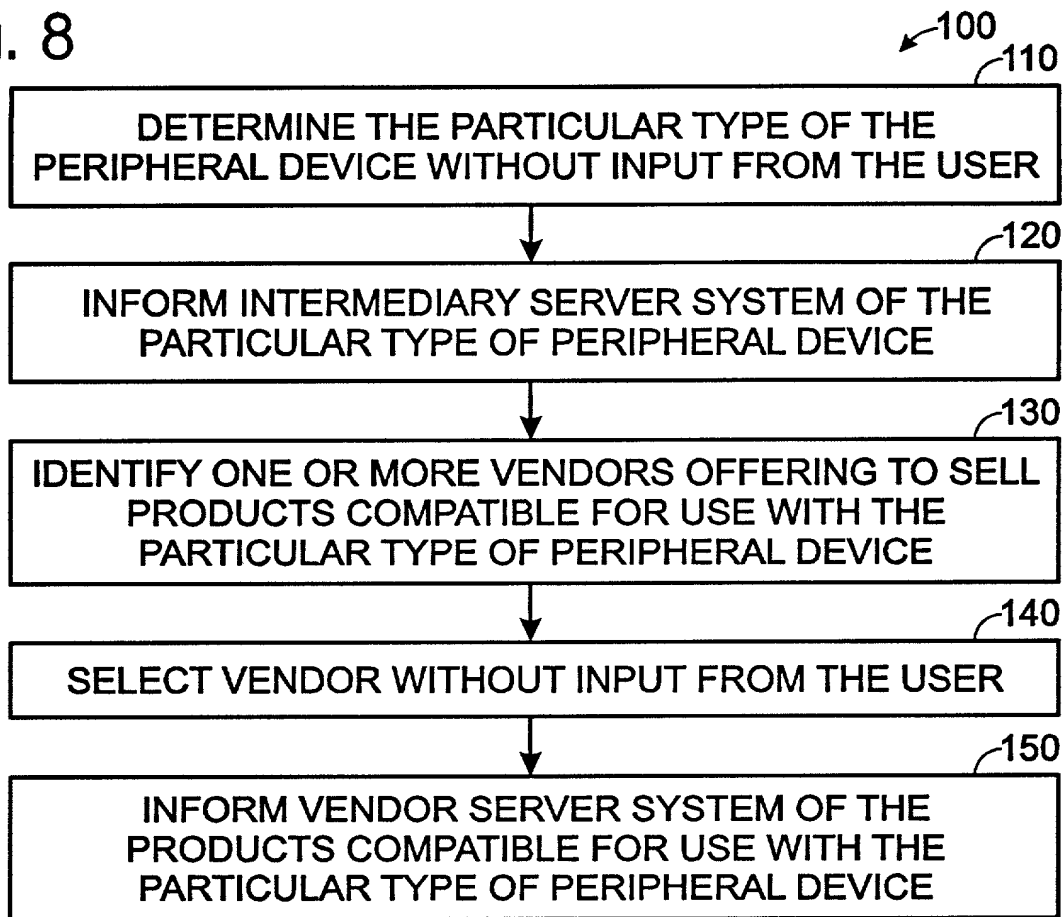 . 8
100
110
DETERMINE THE PARTICULAR TYPE OF THE
PERIPHERAL DEVICE WITHOUT INPUT FROM THE USER
120
INFORM INTERMEDIARY SERVER SYSTEM OF THE
PARTICULAR TYPE OF PERIPHERAL DEVICE
130
IDENTIFY ONE OR MORE VENDORS OFFERING TO SELL
PRODUCTS COMPATIBLE FOR USE WITH THE
PARTICULAR TYPE OF PERIPHERAL DEVICE
140
SELECT VENDOR WITHOUT INPUT FROM THE USER
150
INFORM VENDOR SERVER SYSTEM OF THE
PRODUCTS COMPATIBLE FOR USE WITH THE
PARTICULAR TYPE OF PERIPHERAL DEVICE